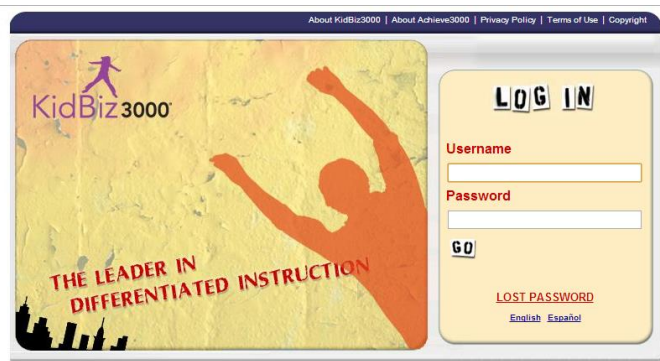 About KidBiz3000 | About Achieve3000 | Privacy Policy | Terms of Use | Copyright
KidBiz3000
THE LEADER IN
DIFFERENTIATED INSTRUCTION
LOG IN
Username
Password
GO
LOST PASSWORD
English Español